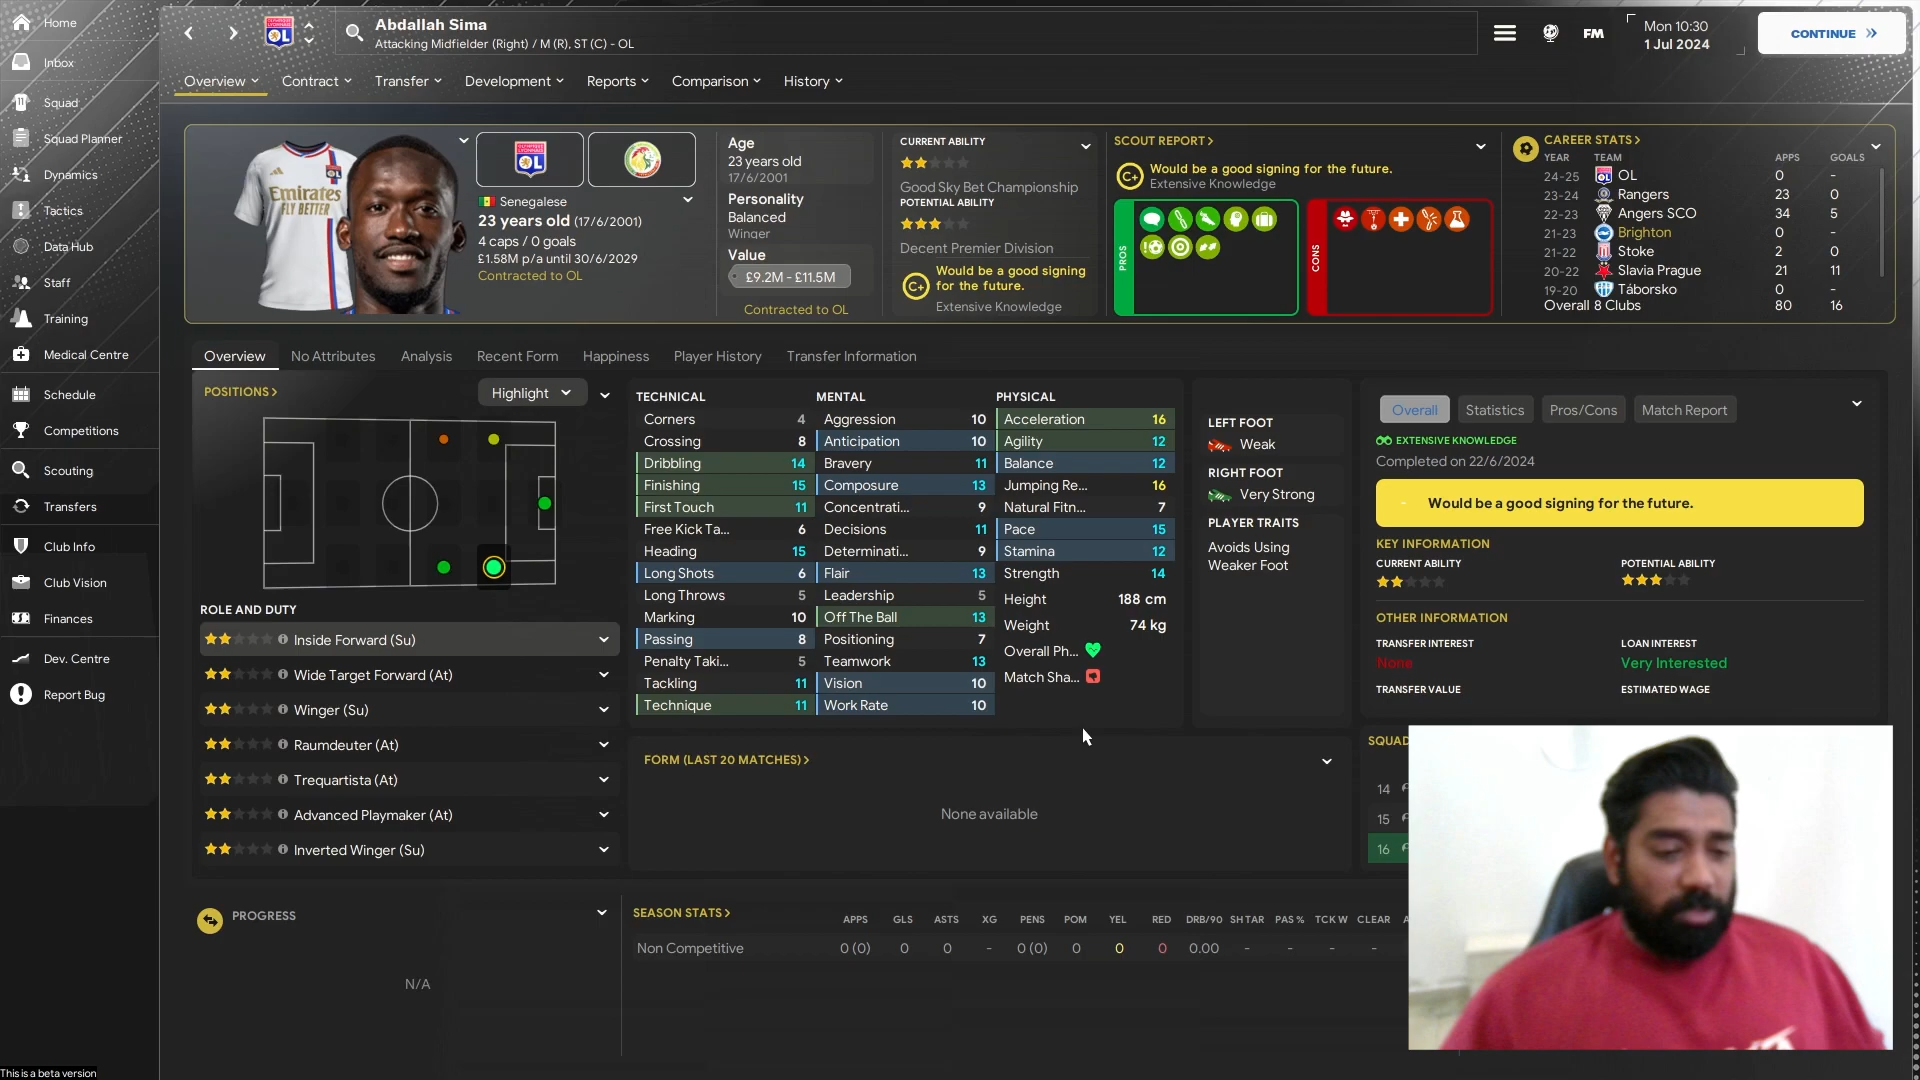 Home
Inbox
Squad
Squad Planner
Dynamics
Tactics
Data Hub
Staff
Training
Medical Centre
Schedule
Competitions
Scouting
Transfers
Club Info
Club Vision
Finances
Dev. Centre
Report Bug
This is a beta version
Abdallah Sima
Attacking Midfielder (Right) / M (R), ST (C) - OL
FM
Mon 10:30
1 Jul 2024
CONTINUE
Overview Contract Transfer Development Reports Comparison History
Emirates
FLY BETTER
OL
Senegalese
23 years old (17/6/2001)
4 caps / 0 goals
£1.58M p/a until 30/6/2029
Contracted to OL
Age
23 years old
17/6/2001
Personality
Balanced
Winger
Value
£9.2M - £11.5M
Contracted to OL
CURRENT ABILITY
Good Sky Bet Championship
POTENTIAL ABILITY
Decent Premier Division
C+ Would be a good signing
for the future.
Extensive Knowledge
SCOUT REPORT >
C+ Would be a good signing for the future.
Extensive Knowledge
PROS
CONS
CAREER STATS >
YEAR TEAM APPS GOALS
24-25 OL 0 -
23-24 Rangers 23 0
22-23 Angers SCO 34 5
21-23 Brighton 0 -
21-22 Stoke 2 0
20-22 Slavia Prague 21 11
19-20 Táborsko 0 -
Overall 8 Clubs 80 16
Overview No Attributes Analysis Recent Form Happiness Player History Transfer Information
POSITIONS >
Highlight
ROLE AND DUTY
Inside Forward (Su)
Wide Target Forward (At)
Winger (Su)
Raumdeuter (At)
Trequartista (At)
Advanced Playmaker (At)
Inverted Winger (Su)
TECHNICAL
Corners 4
Crossing 8
Dribbling 14
Finishing 15
First Touch 11
Free Kick Ta... 6
Heading 15
Long Shots 6
Long Throws 5
Marking 10
Passing 8
Penalty Taki... 5
Tackling 11
Technique 11
MENTAL
Aggression 10
Anticipation 10
Bravery 11
Composure 13
Concentrati... 9
Decisions 11
Determinati... 9
Flair 13
Leadership 5
Off The Ball 13
Positioning 7
Teamwork 13
Vision 10
Work Rate 10
PHYSICAL
Acceleration 16
Agility 12
Balance 12
Jumping Re... 16
Natural Fitn... 7
Pace 15
Stamina 12
Strength 14
Height 188 cm
Weight 74 kg
Overall Ph...
Match Sha...
LEFT FOOT
Weak
RIGHT FOOT
Very Strong
PLAYER TRAITS
Avoids Using
Weaker Foot
Overall Statistics Pros/Cons Match Report
EXTENSIVE KNOWLEDGE
Completed on 22/6/2024
- Would be a good signing for the future.
KEY INFORMATION
CURRENT ABILITY POTENTIAL ABILITY
OTHER INFORMATION
TRANSFER INTEREST LOAN INTEREST
None Very Interested
TRANSFER VALUE ESTIMATED WAGE
FORM (LAST 20 MATCHES) >
None available
SQUAD
14
15
16
PROGRESS
N/A
SEASON STATS > APPS GLS ASTS XG PENS POM YEL RED DRB/90 SH TAR PAS % TCK W CLEAR
Non Competitive 0 (0) 0 0 - 0 (0) 0 0 0 0.00 - - - -